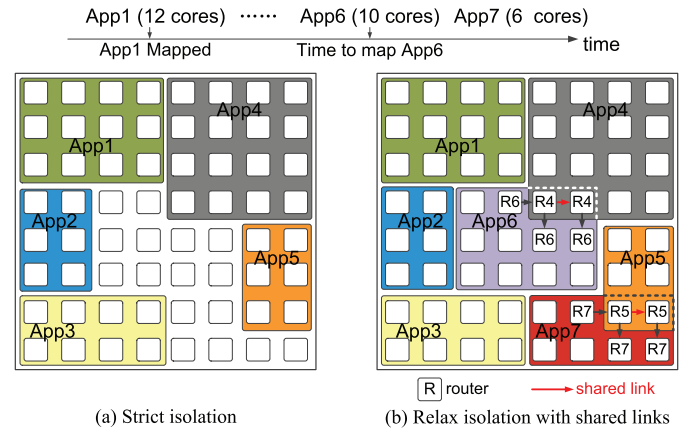 App1 (12 cores) ······ App6 (10 cores) App7 (6 cores)
App1 Mapped Time to map App6 time
App1 App4
App2
App5
App3
(a) Strict isolation
App1 App4
R6 R4 R4
App2 App6
R6 R6
App5
R7 R5 R5
App3 App7
R7 R7
R router shared link
(b) Relax isolation with shared links